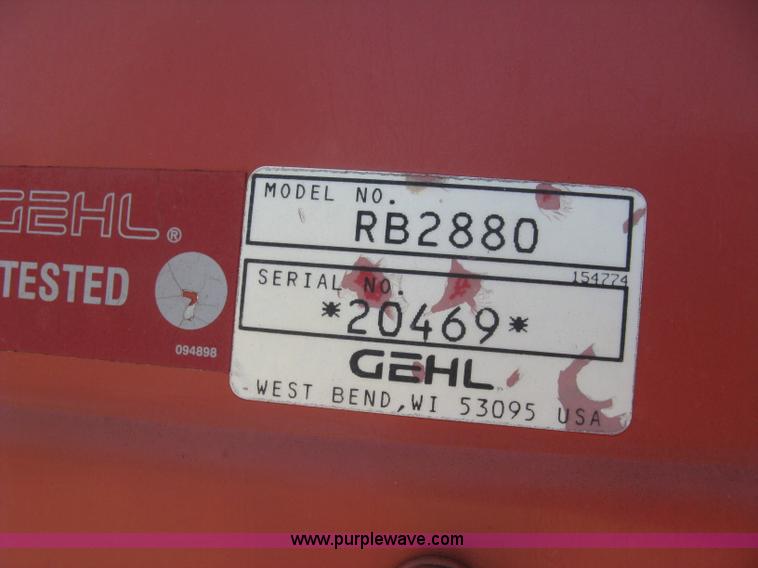 GEHL®
TESTED
094898
MODEL NO.
RB2880
154774
SERIAL NO.
*20469*
GEHL
WEST BEND, WI 53095 USA
www.purplewave.com